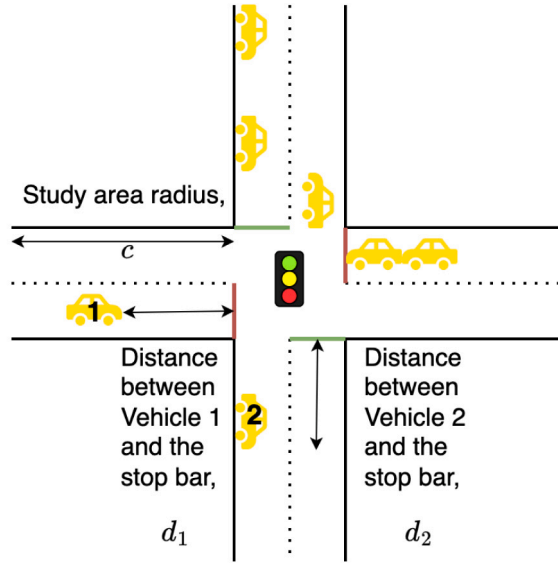 Study area radius,
c
1
Distance
between
Vehicle 1
and the
stop bar,
d₁
2
Distance
between
Vehicle 2
and the
stop bar,
d₂